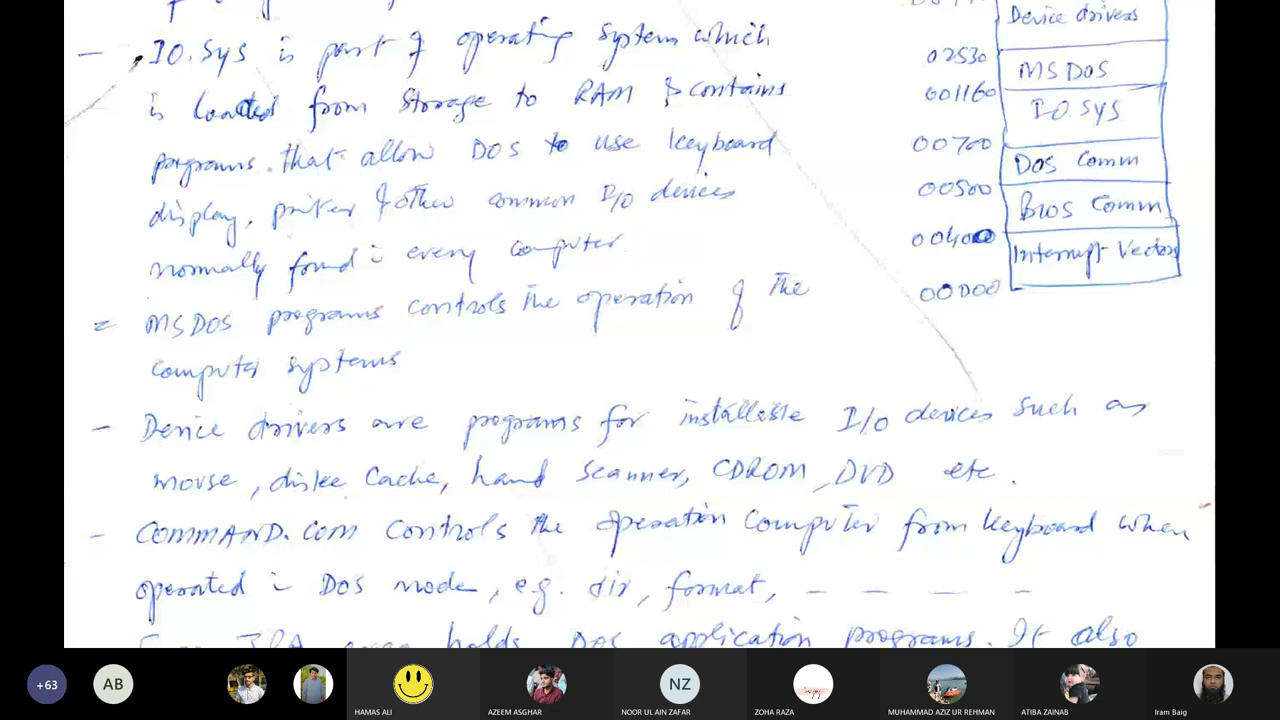 - IO.Sys is part of operating system which
is loaded from storage to RAM & contains
programs that allow DOS to use keyboard
display, printer & other common I/O devices
normally found in every computer
= MSDOS programs controls the operation of the
computer systems
- Device drivers are programs for installable I/O devices such as
mouse, diske cache, hand scanner, CDROM, DVD etc.
- COMMAND.COM controls the operation computer from keyboard when
operated in DOS mode, e.g. dir, format, - - - -
TPA area holds DOS application programs. It also
Device drivers
02530
MSDOS
001160
IO.SYS
00700
DOS Comm
00500
BIOS Comm
00400
Interrupt Vectors
00000
+63
AB
HAMAS ALI
AZEEM ASGHAR
NZ
NOOR UL AIN ZAFAR
ZOHA RAZA
MUHAMMAD AZIZ UR REHMAN
ATIBA ZAINAB
Iram Baig